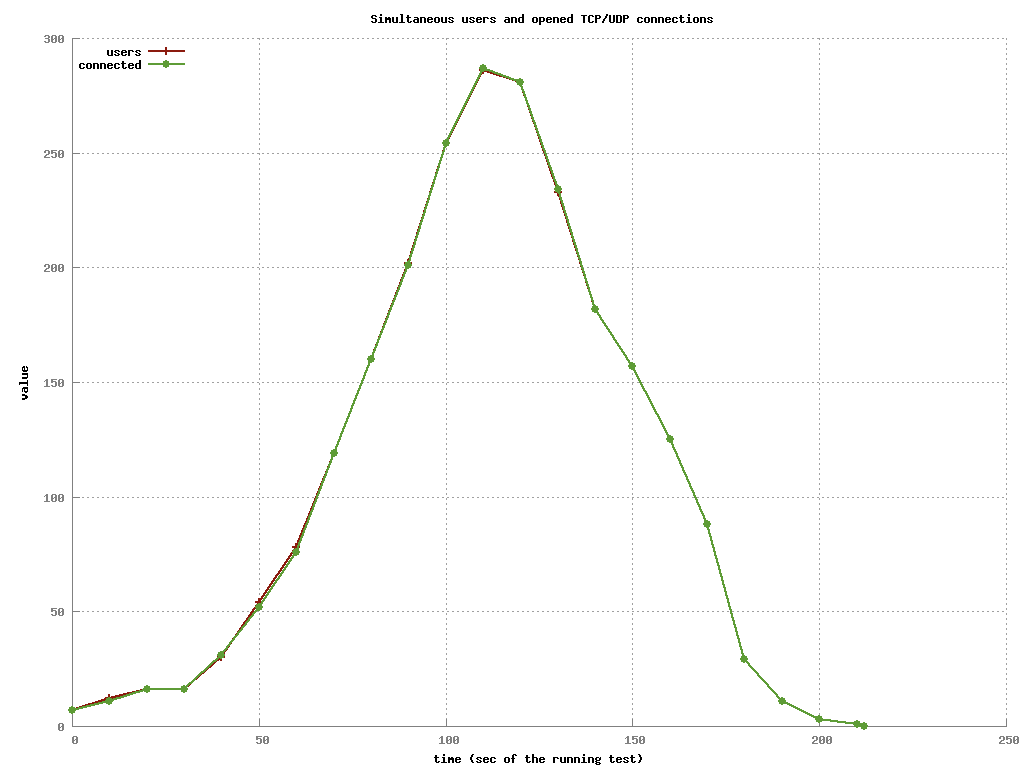 Simultaneous users and opened TCP/UDP connections
300
users
connected
250
200
value
150
100
50
0
0 50 100 150 200 250
time (sec of the running test)